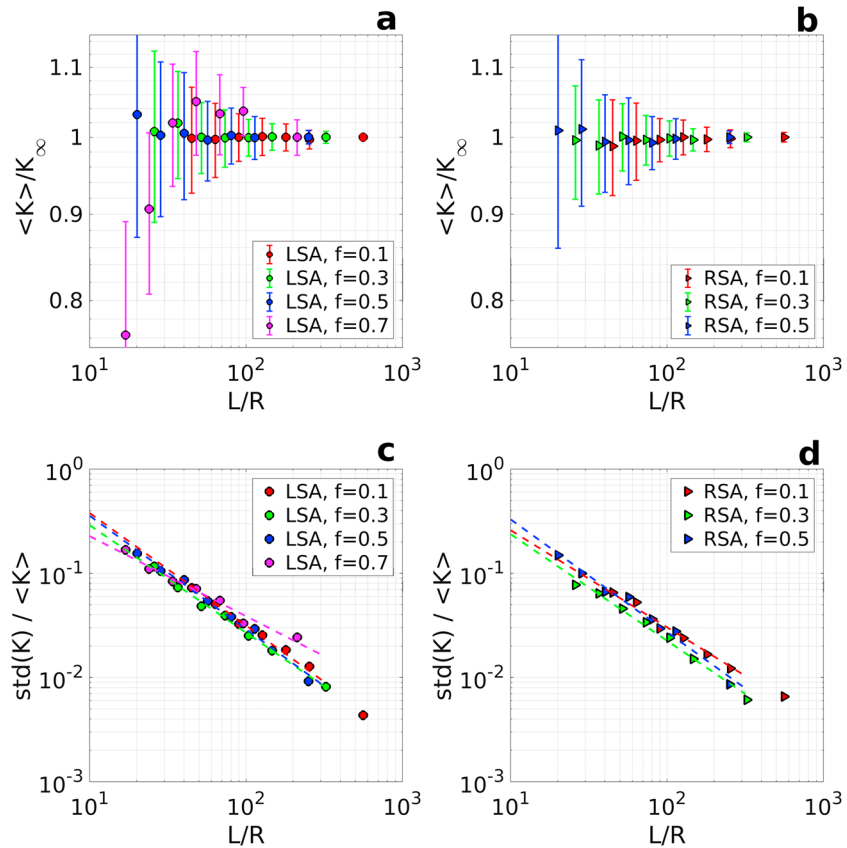 a
<K>/K∞
1.1
1
0.9
0.8
10¹
10²
10³
L/R
LSA, f=0.1
LSA, f=0.3
LSA, f=0.5
LSA, f=0.7
b
<K>/K∞
1.1
1
0.9
0.8
10¹
10²
10³
L/R
RSA, f=0.1
RSA, f=0.3
RSA, f=0.5
c
std(K) / <K>
10⁰
10⁻¹
10⁻²
10⁻³
10¹
10²
10³
L/R
LSA, f=0.1
LSA, f=0.3
LSA, f=0.5
LSA, f=0.7
d
std(K) / <K>
10⁰
10⁻¹
10⁻²
10⁻³
10¹
10²
10³
L/R
RSA, f=0.1
RSA, f=0.3
RSA, f=0.5